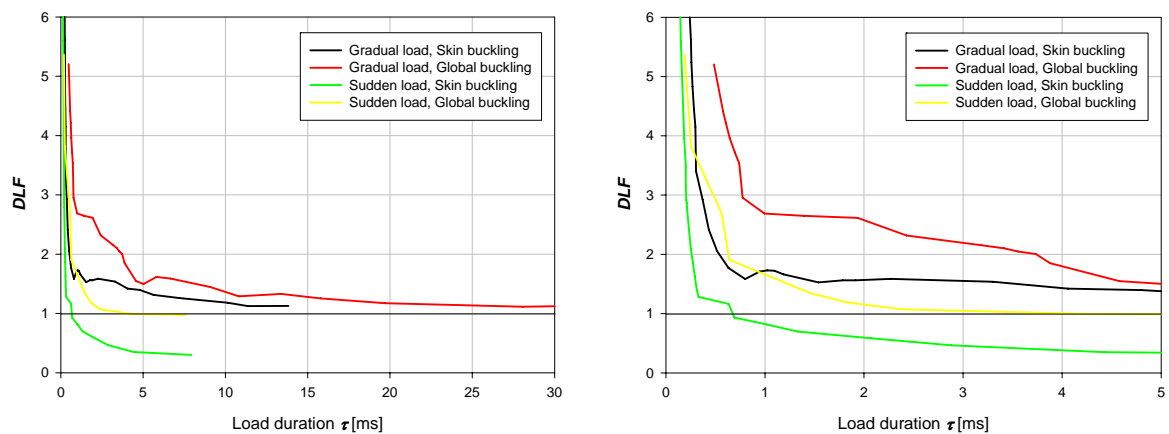 6
5
4
3
2
1
0
DLF
0 5 10 15 20 25 30
Load duration τ [ms]
Gradual load, Skin buckling
Gradual load, Global buckling
Sudden load, Skin buckling
Sudden load, Global buckling
6
5
4
3
2
1
0
DLF
0 1 2 3 4 5
Load duration τ [ms]
Gradual load, Skin buckling
Gradual load, Global buckling
Sudden load, Skin buckling
Sudden load, Global buckling